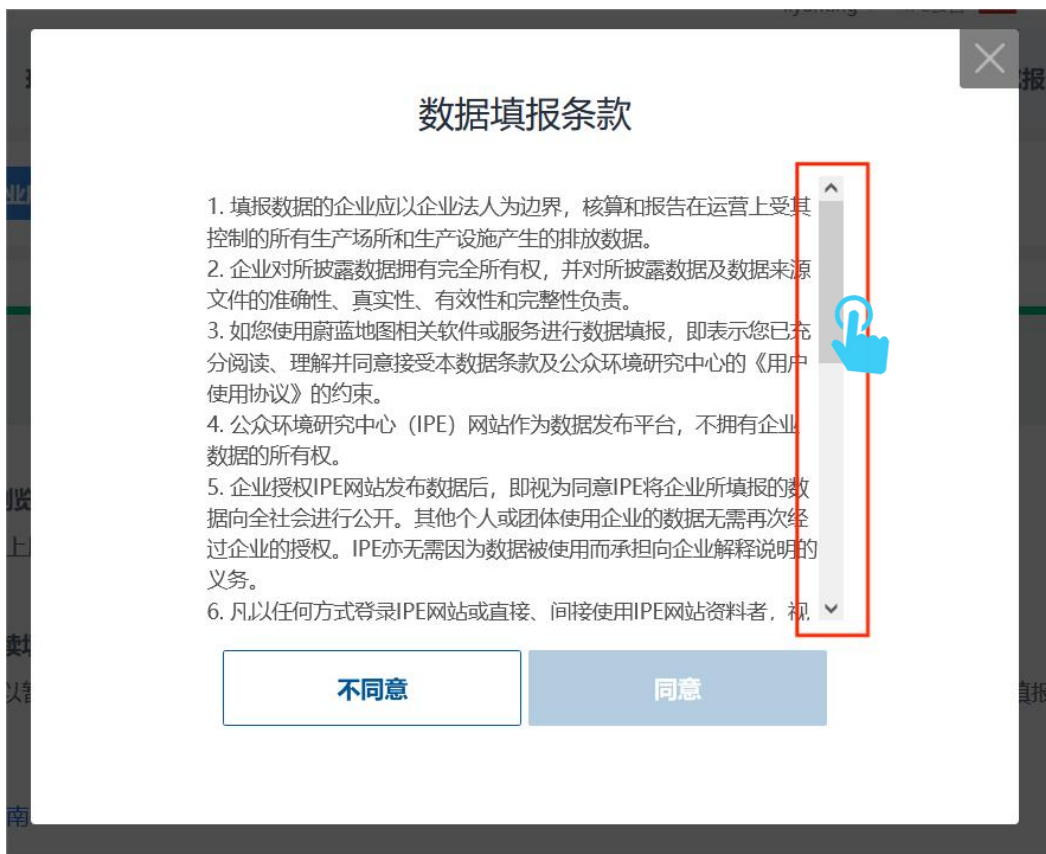 数据填报条款
1. 填报数据的企业应以企业法人为边界，核算和报告在运营上受其
控制的所有生产场所和生产设施产生的排放数据。
2. 企业对所披露数据拥有完全所有权，并对所披露数据及数据来源
文件的准确性、真实性、有效性和完整性负责。
3. 如您使用蔚蓝地图相关软件或服务进行数据填报，即表示您已充
分阅读、理解并同意接受本数据条款及公众环境研究中心的《用户
使用协议》的约束。
4. 公众环境研究中心（IPE）网站作为数据发布平台，不拥有企业
数据的所有权。
5. 企业授权IPE网站发布数据后，即视为同意IPE将企业所填报的数
据向全社会进行公开。其他个人或团体使用企业的数据无需再次经
过企业的授权。IPE亦无需因为数据被使用而承担向企业解释说明的
义务。
6. 凡以任何方式登录IPE网站或直接、间接使用IPE网站资料者，视
不同意
同意